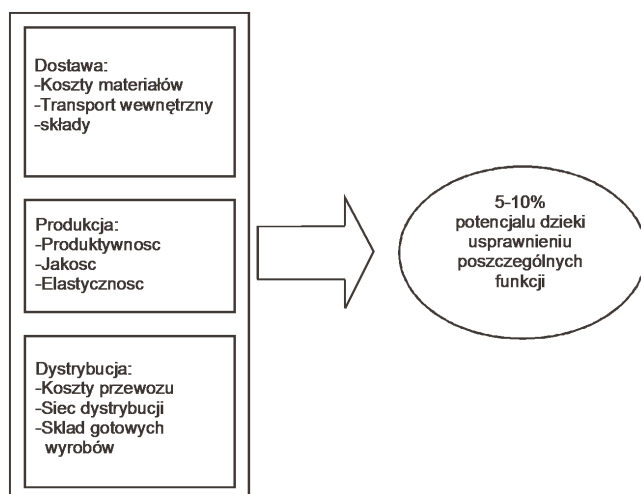 Dostawa:
-Koszty materiałów
-Transport wewnętrzny
-składy
Produkcja:
-Produktywnosc
-Jakosc
-Elastycznosc
Dystrybucja:
-Koszty przewozu
-Siec dystrybucji
-Sklad gotowych
wyrobów
5-10%
potencjalu dzieki
usprawnieniu
poszczególnych
funkcji